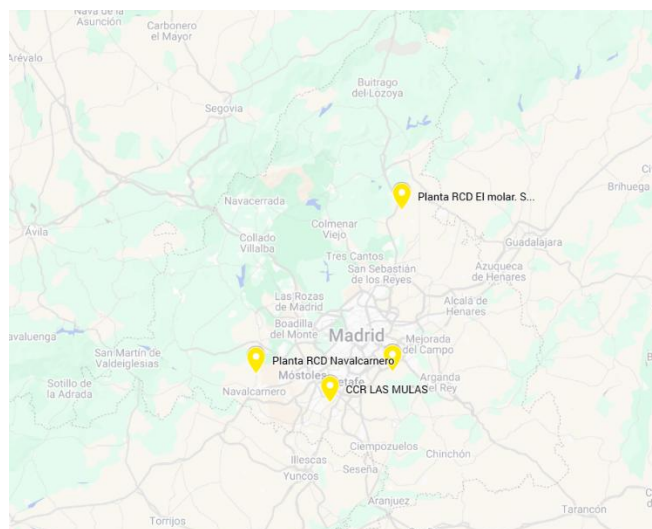 Nava de la
Asunción
Carbonero
el Mayor
Arévalo
Buitrago
del Lozoya
Segovia
Planta RCD El molar. S...
Brihuega
Navacerrada
Colmenar
Viejo
Guadalajara
Ávila
Collado
Villalba
Tres Cantos
San Sebastián
de los Reyes
Azuqueca
de Henares
Las Rozas
de Madrid
Alcalá de
Henares
Boadilla
del Monte
Madrid
Mejorada
del Campo
avaluenga
San Martín de
Valdeiglesias
Planta RCD Navalcarnero
Sotillo de
la Adrada
Navalcarnero
Móstoles
etafe
CCR LAS MULAS
Arganda
del Rey
Ciempozuelos
Chinchón
Illescas
Yuncos
Seseña
Aranjuez
Torrijos
Tarancón